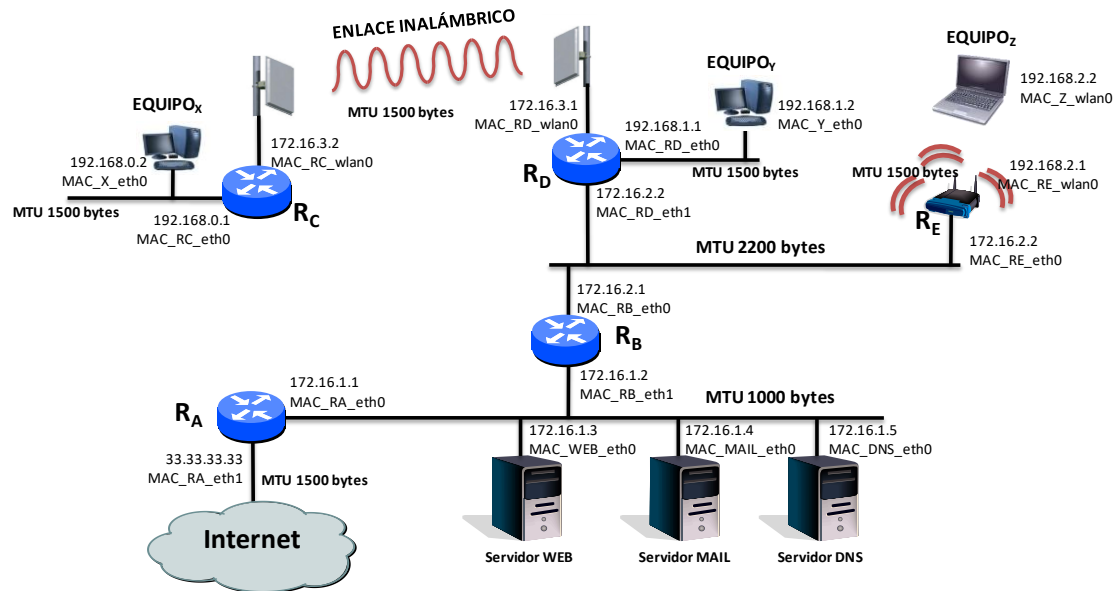 ENLACE INALÁMBRICO
MTU 1500 bytes
EQUIPOX
192.168.0.2
MAC_X_eth0
MTU 1500 bytes
192.168.0.1
MAC_RC_eth0
172.16.3.2
MAC_RC_wlan0
RC
172.16.3.1
MAC_RD_wlan0
192.168.1.1
MAC_RD_eth0
RD
172.16.2.2
MAC_RD_eth1
EQUIPOY
192.168.1.2
MAC_Y_eth0
MTU 1500 bytes
EQUIPOZ
192.168.2.2
MAC_Z_wlan0
MTU 1500 bytes
192.168.2.1
MAC_RE_wlan0
RE
172.16.2.2
MAC_RE_eth0
MTU 2200 bytes
172.16.2.1
MAC_RB_eth0
RB
172.16.1.2
MAC_RB_eth1
172.16.1.1
MAC_RA_eth0
RA
MTU 1000 bytes
33.33.33.33
MAC_RA_eth1
MTU 1500 bytes
Internet
172.16.1.3
MAC_WEB_eth0
Servidor WEB
172.16.1.4
MAC_MAIL_eth0
Servidor MAIL
172.16.1.5
MAC_DNS_eth0
Servidor DNS